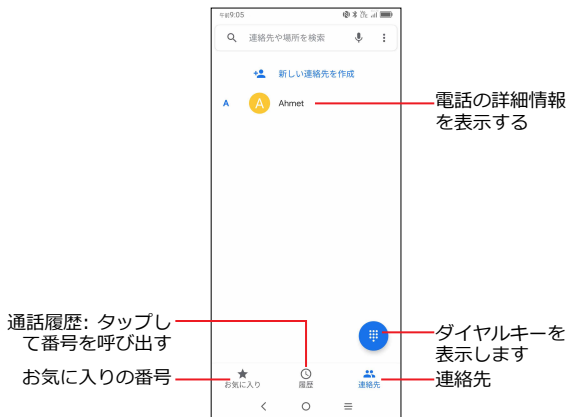 午前9:05
連絡先や場所を検索
新しい連絡先を作成
A
A
Ahmet
電話の詳細情報
を表示する
通話履歴: タップし
て番号を呼び出す
お気に入りの番号
ダイヤルキーを
表示します
連絡先
お気に入り
履歴
連絡先